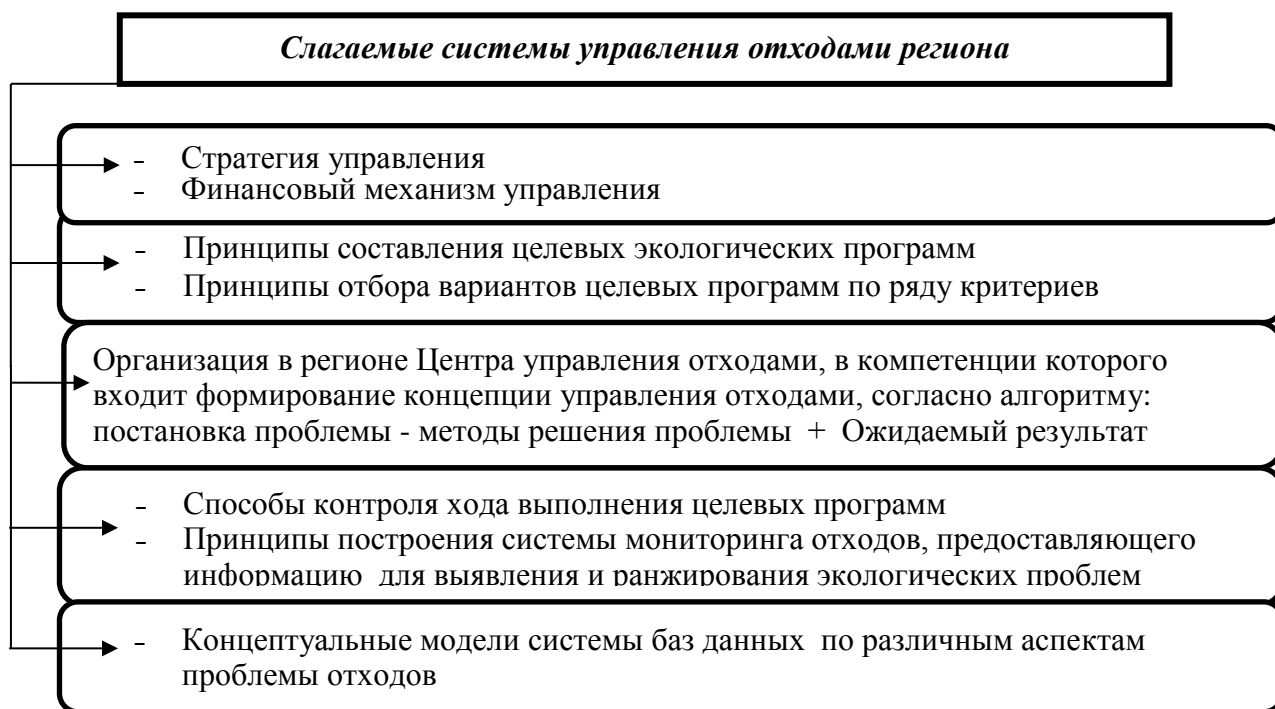 Слагаемые системы управления отходами региона
- Стратегия управления
- Финансовый механизм управления
- Принципы составления целевых экологических программ
- Принципы отбора вариантов целевых программ по ряду критериев
Организация в регионе Центра управления отходами, в компетенции которого
входит формирование концепции управления отходами, согласно алгоритму:
постановка проблемы - методы решения проблемы + Ожидаемый результат
- Способы контроля хода выполнения целевых программ
- Принципы построения системы мониторинга отходов, предоставляющего
информацию для выявления и ранжирования экологических проблем
- Концептуальные модели системы баз данных по различным аспектам
проблемы отходов